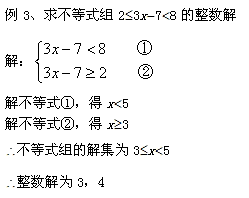 例 3、求不等式组 2≤3x−7<8 的整数解
解：{3x−7<8 ①
3x−7≥2 ②
解不等式①，得 x<5
解不等式②，得 x≥3
∴不等式组的解集为 3≤x<5
∴整数解为 3，4